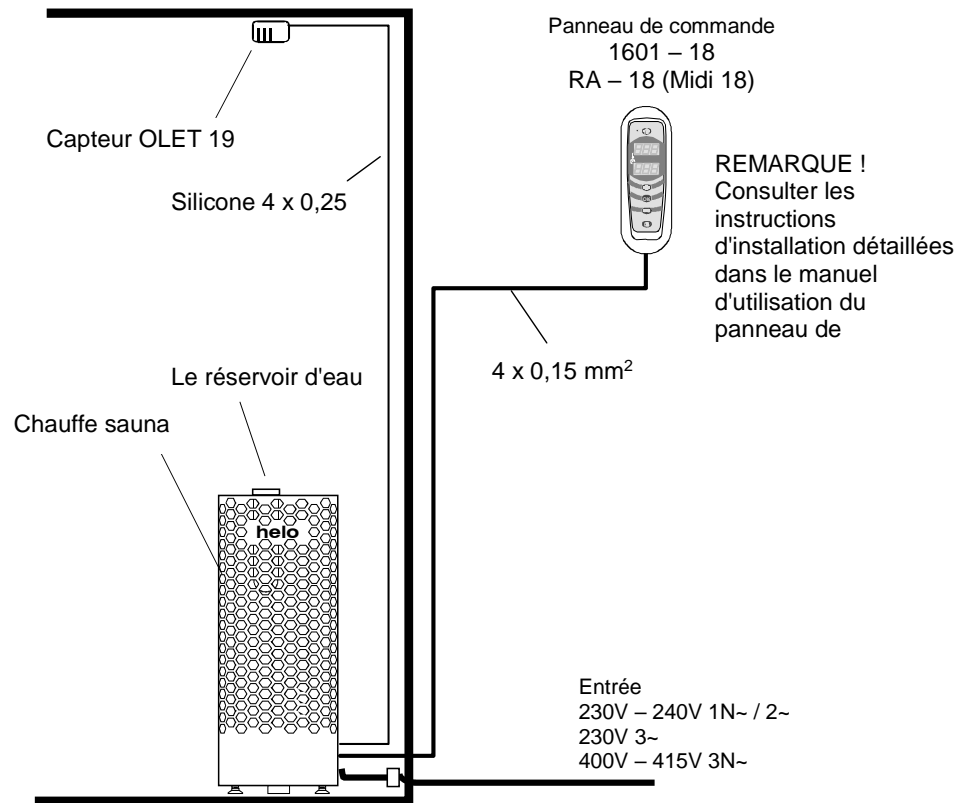 Panneau de commande
1601 – 18
RA – 18 (Midi 18)
Capteur OLET 19
REMARQUE !
Consulter les
instructions
d'installation détaillées
dans le manuel
d'utilisation du
panneau de
Silicone 4 x 0,25
4 x 0,15 mm²
Le réservoir d'eau
Chauffe sauna
helo
Entrée
230V – 240V 1N~ / 2~
230V 3~
400V – 415V 3N~